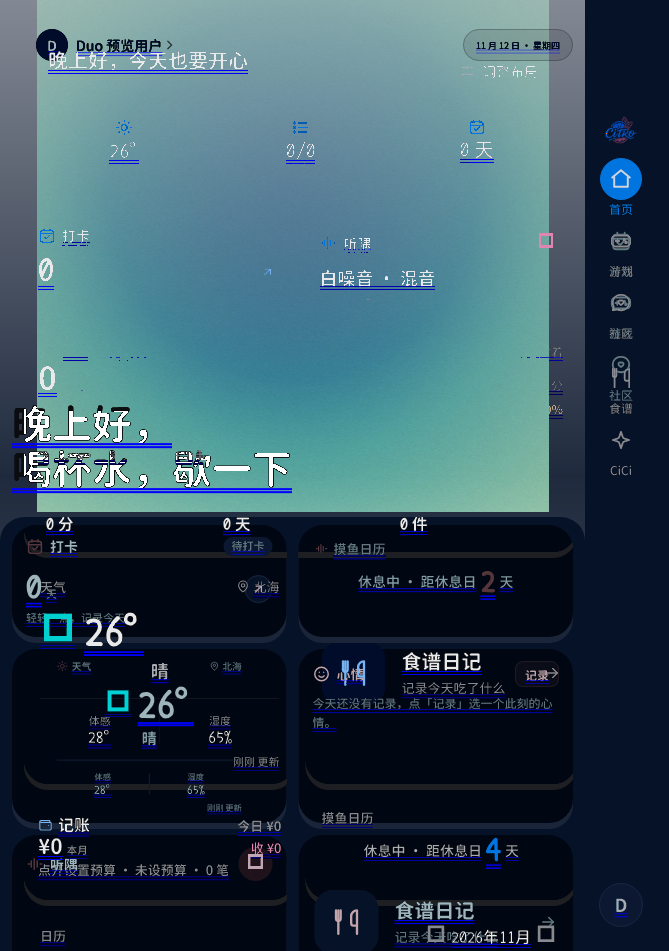 D
Duo 预览用户
11月12日 · 星期四
晚上好，今天也要开心
26°
0/0
0 天
打卡
听隅
0
白噪音 · 混音
0
晚上好，
喝杯水，歇一下
0 分
0 天
0 件
打卡
待打卡
摸鱼日历
0
天气
北海
休息中 · 距休息日 2 天
26°
天气
北海
晴
心情
食谱日记
记录
记录今天吃了什么
今天还没有记录，点「记录」选一个此刻的心情。
26°
体感
湿度
28°
晴
65%
刚刚 更新
体感
湿度
28°
65%
刚刚 更新
摸鱼日历
记账
今日 ¥0
¥0 本月
收 ¥0
听隅
设置预算 · 未设预算 · 0 笔
休息中 · 距休息日 4 天
日历
食谱日记
2026年11月
Citro
首页
社区
食谱
CiCi
D